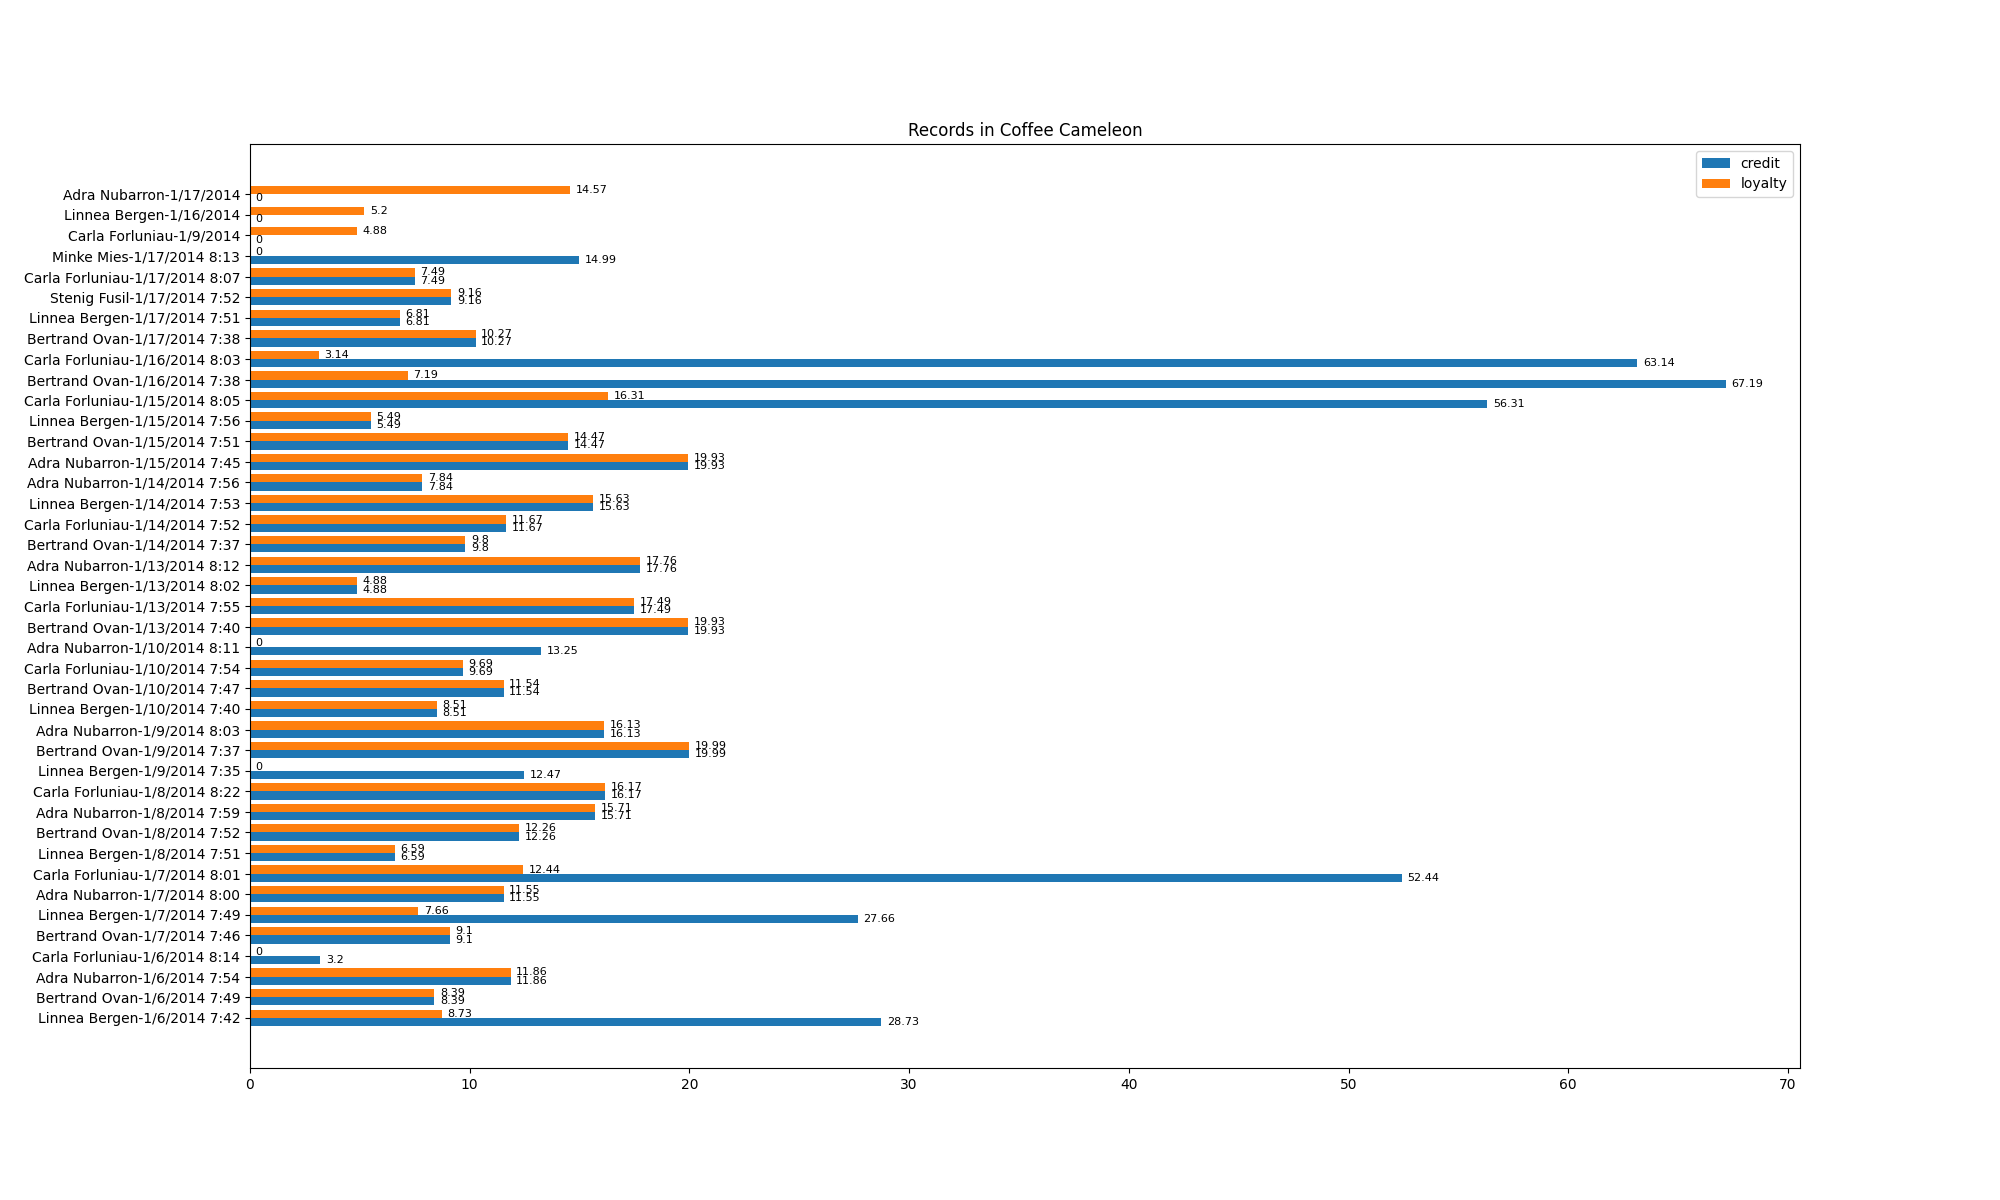 Records in Coffee Cameleon
credit
loyalty
Adra Nubarron-1/17/2014 14.57 0
Linnea Bergen-1/16/2014 5.2 0
Carla Forluniau-1/9/2014 4.88 0
Minke Mies-1/17/2014 8:13 0 14.99
Carla Forluniau-1/17/2014 8:07 7.49 7.49
Stenig Fusil-1/17/2014 7:52 9.16 9.16
Linnea Bergen-1/17/2014 7:51 6.81 6.81
Bertrand Ovan-1/17/2014 7:38 10.27 10.27
Carla Forluniau-1/16/2014 8:03 3.14 63.14
Bertrand Ovan-1/16/2014 7:38 7.19 67.19
Carla Forluniau-1/15/2014 8:05 16.31 56.31
Linnea Bergen-1/15/2014 7:56 5.49 5.49
Bertrand Ovan-1/15/2014 7:51 14.47 14.47
Adra Nubarron-1/15/2014 7:45 19.93 19.93
Adra Nubarron-1/14/2014 7:56 7.84 7.84
Linnea Bergen-1/14/2014 7:53 15.63 15.63
Carla Forluniau-1/14/2014 7:52 11.67 11.67
Bertrand Ovan-1/14/2014 7:37 9.8 9.8
Adra Nubarron-1/13/2014 8:12 17.76 17.76
Linnea Bergen-1/13/2014 8:02 4.88 4.88
Carla Forluniau-1/13/2014 7:55 17.49 17.49
Bertrand Ovan-1/13/2014 7:40 19.93 19.93
Adra Nubarron-1/10/2014 8:11 0 13.25
Carla Forluniau-1/10/2014 7:54 9.69 9.69
Bertrand Ovan-1/10/2014 7:47 11.54 11.54
Linnea Bergen-1/10/2014 7:40 8.51 8.51
Adra Nubarron-1/9/2014 8:03 16.13 16.13
Bertrand Ovan-1/9/2014 7:37 19.99 19.99
Linnea Bergen-1/9/2014 7:35 0 12.47
Carla Forluniau-1/8/2014 8:22 16.17 16.17
Adra Nubarron-1/8/2014 7:59 15.71 15.71
Bertrand Ovan-1/8/2014 7:52 12.26 12.26
Linnea Bergen-1/8/2014 7:51 6.59 6.59
Carla Forluniau-1/7/2014 8:01 12.44 52.44
Adra Nubarron-1/7/2014 8:00 11.55 11.55
Linnea Bergen-1/7/2014 7:49 7.66 27.66
Bertrand Ovan-1/7/2014 7:46 9.1 9.1
Carla Forluniau-1/6/2014 8:14 0 3.2
Adra Nubarron-1/6/2014 7:54 11.86 11.86
Bertrand Ovan-1/6/2014 7:49 8.39 8.39
Linnea Bergen-1/6/2014 7:42 8.73 28.73
0 10 20 30 40 50 60 70